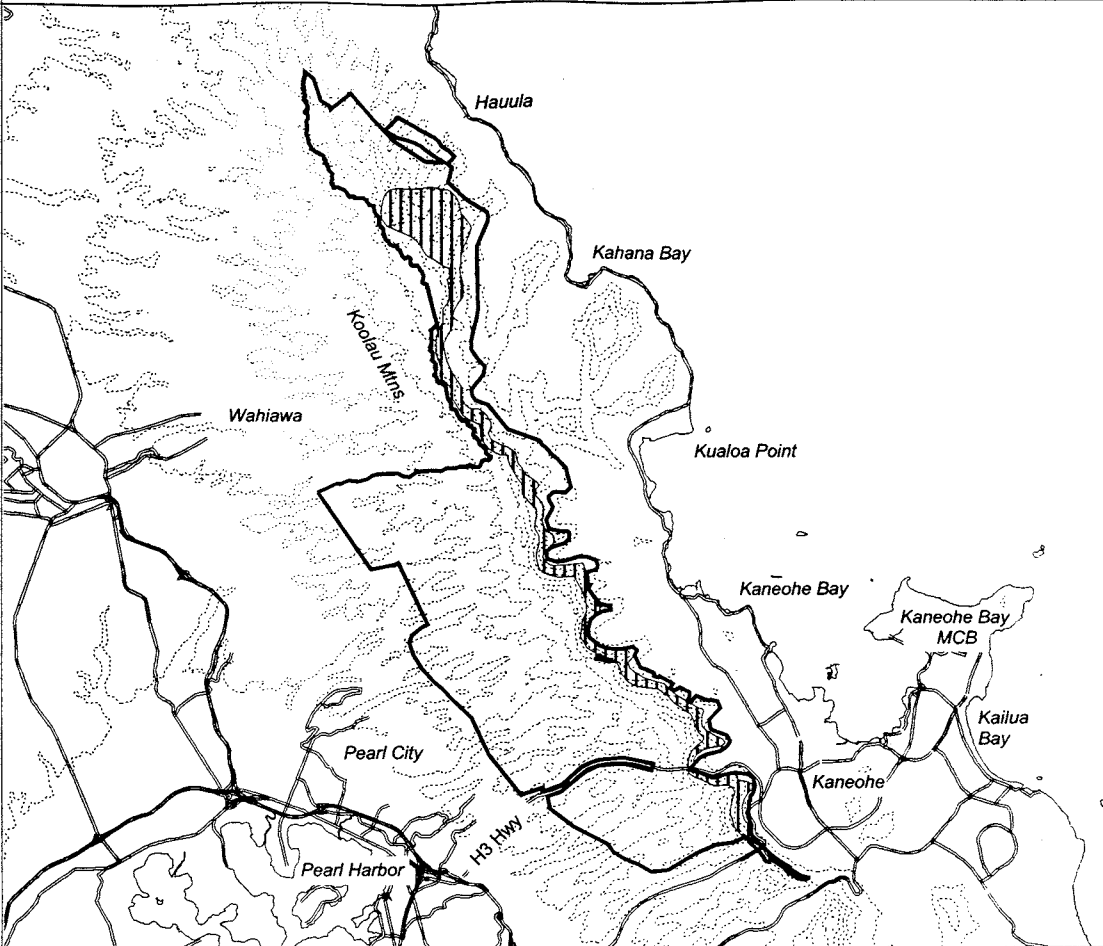 Hauula
Kahana Bay
Koolau Mtns
Wahiawa
Kualoa Point
Kaneohe Bay
Kaneohe Bay
MCB
Kailua
Bay
Pearl City
Kaneohe
H3 Hwy
Pearl Harbor